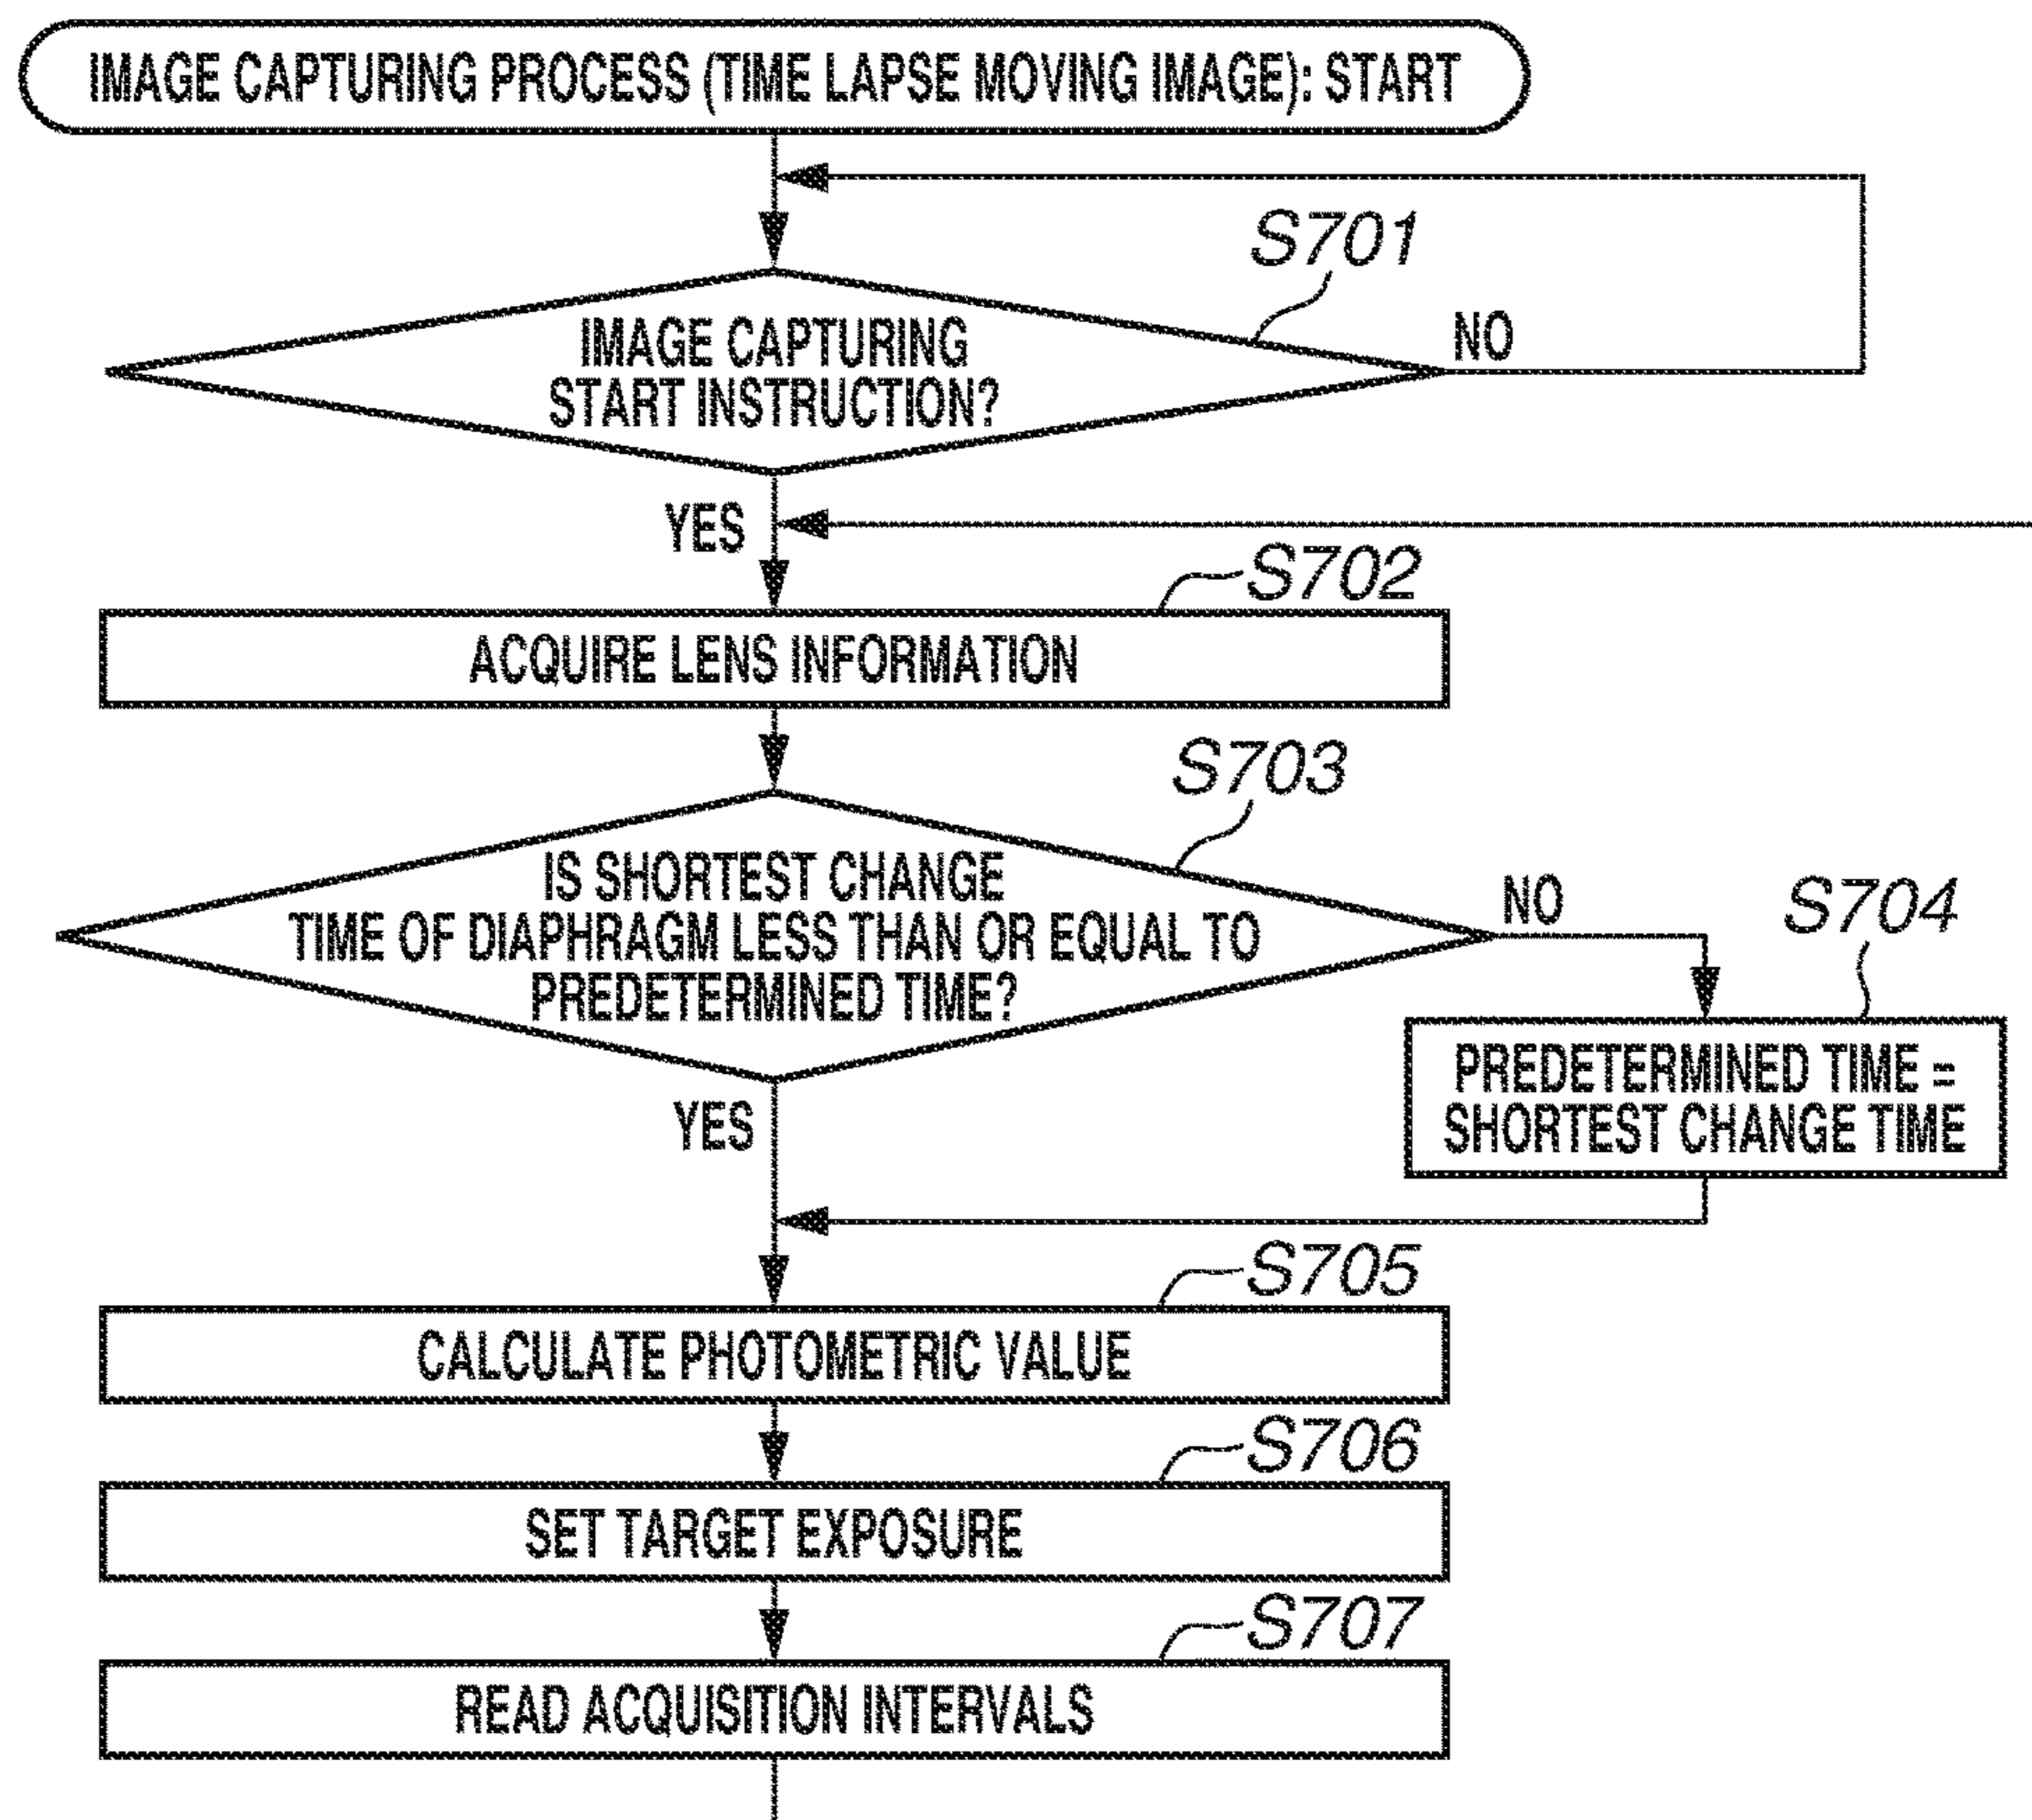 IMAGE CAPTURING PROCESS (TIME LAPSE MOVING IMAGE): START
S701
IMAGE CAPTURING
START INSTRUCTION?
NO
YES
S702
ACQUIRE LENS INFORMATION
S703
IS SHORTEST CHANGE
TIME OF DIAPHRAGM LESS THAN OR EQUAL TO
PREDETERMINED TIME?
NO
S704
PREDETERMINED TIME =
SHORTEST CHANGE TIME
YES
S705
CALCULATE PHOTOMETRIC VALUE
S706
SET TARGET EXPOSURE
S707
READ ACQUISITION INTERVALS